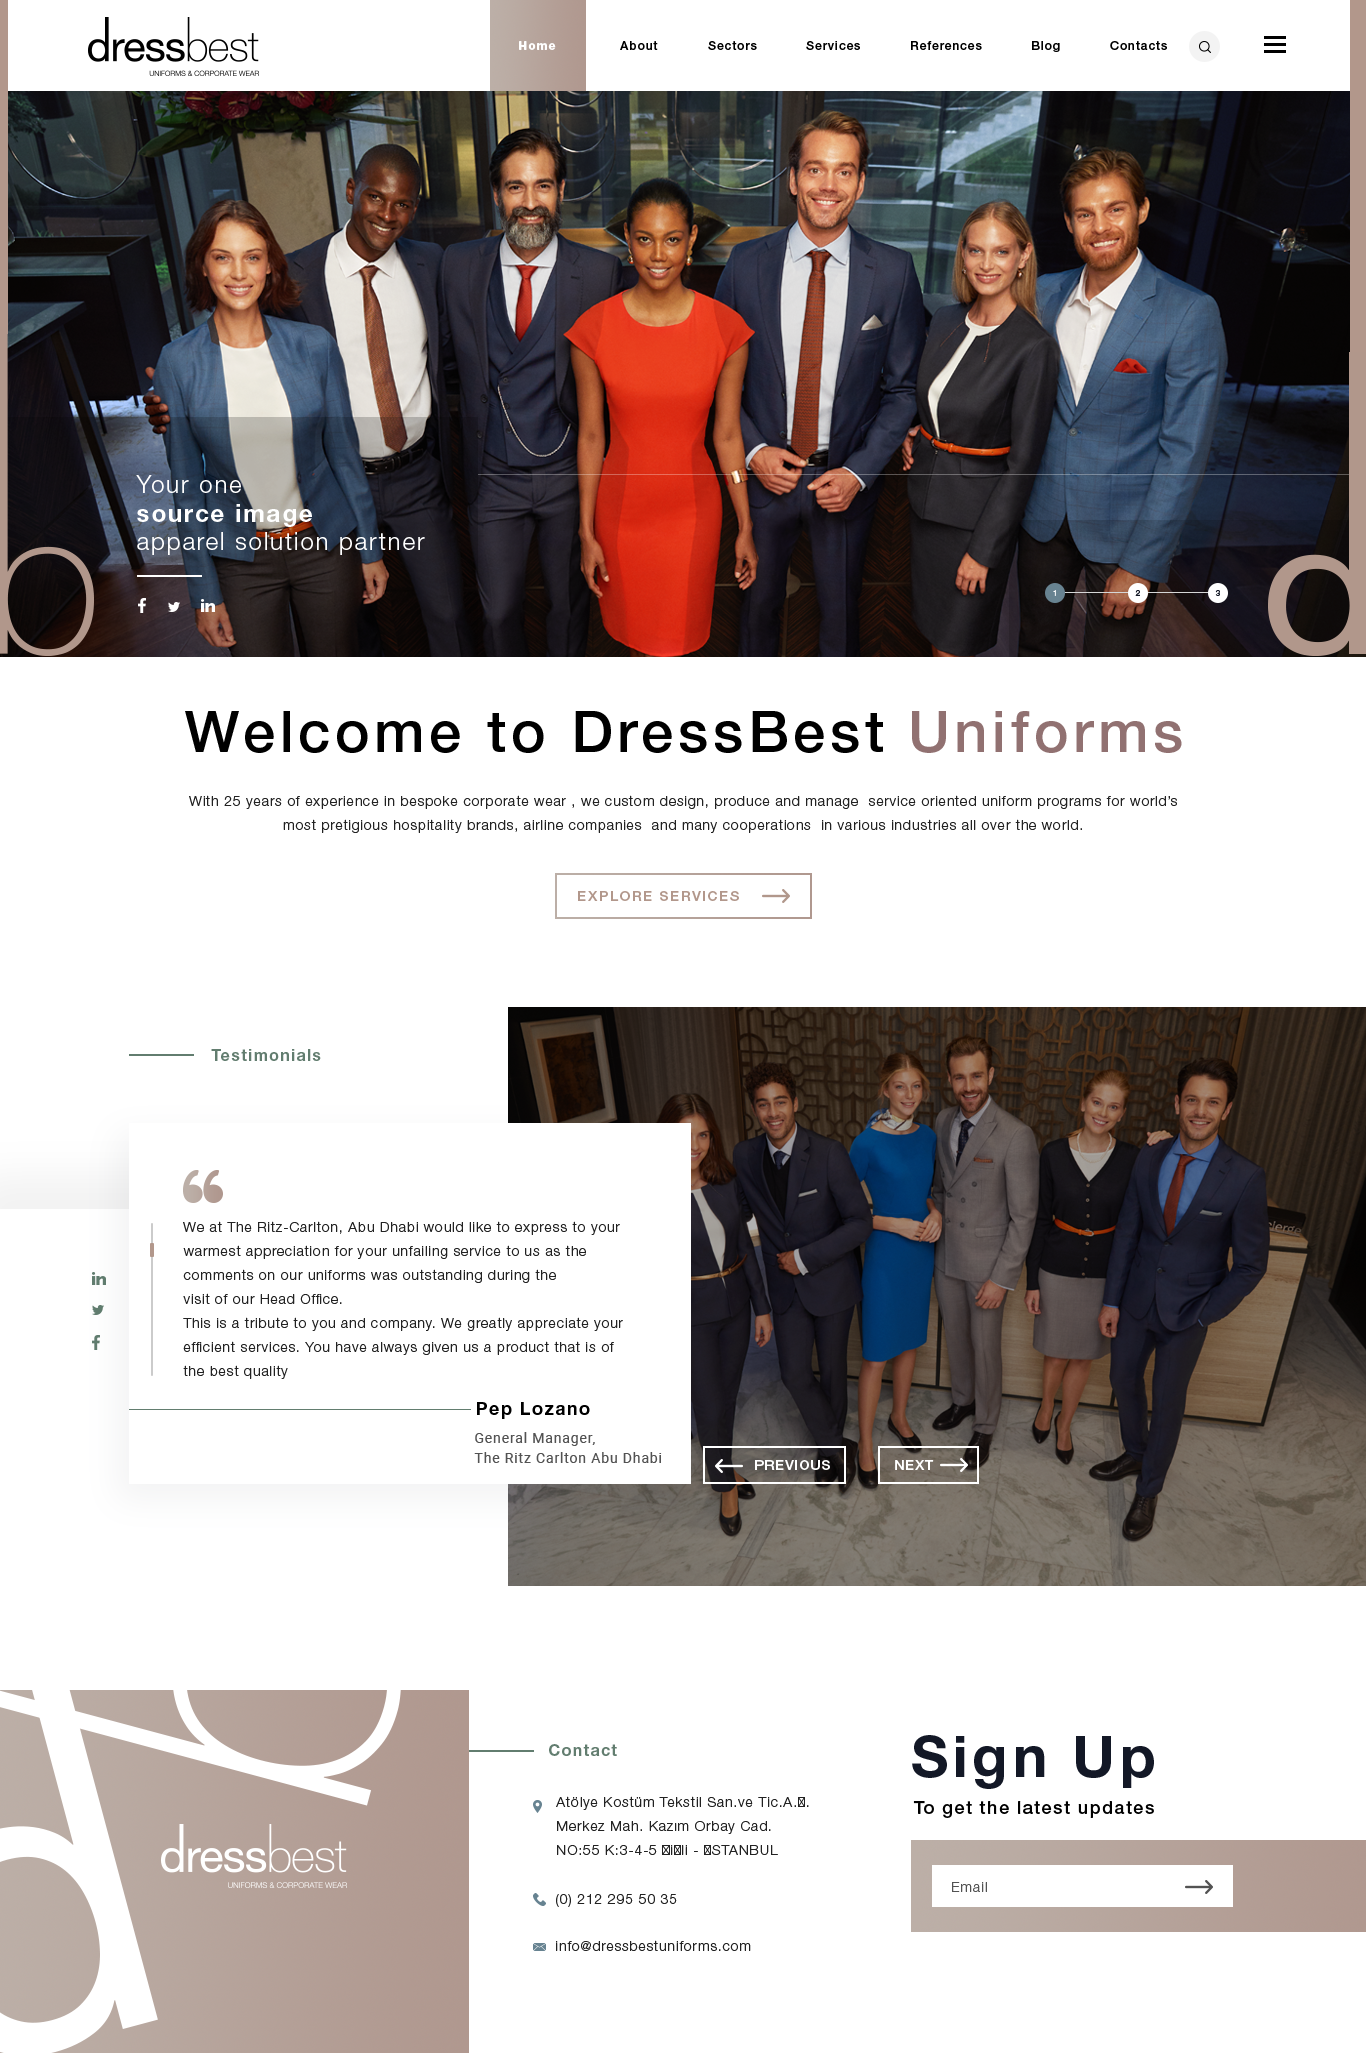 dressbest
UNIFORMS & CORPORATE WEAR
Home
About
Sectors
Services
References
Blog
Contacts
Your one
source image
apparel solution partner
b
d
1
2
3
Welcome to DressBest Uniforms
With 25 years of experience in bespoke corporate wear , we custom design, produce and manage  service oriented uniform programs for world's
most pretigious hospitality brands, airline companies  and many cooperations  in various industries all over the world.
EXPLORE SERVICES
Testimonials
We at The Ritz-Carlton, Abu Dhabi would like to express to your
warmest appreciation for your unfailing service to us as the
comments on our uniforms was outstanding during the
visit of our Head Office.
This is a tribute to you and company. We greatly appreciate your
efficient services. You have always given us a product that is of
the best quality
Pep Lozano
General Manager,
The Ritz Carlton Abu Dhabi
PREVIOUS
NEXT
dressbest
UNIFORMS & CORPORATE WEAR
Contact
Atölye Kostüm Tekstil San.ve Tic.A.
Merkez Mah. Kazım Orbay Cad.
NO:55 K:3-4-5
(0) 212 295 50 35
info@dressbestuniforms.com
Sign Up
To get the latest updates
Email